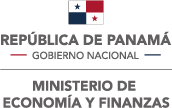 REPÚBLICA DE PANAMÁ
GOBIERNO NACIONAL
MINISTERIO DE
ECONOMÍA Y FINANZAS